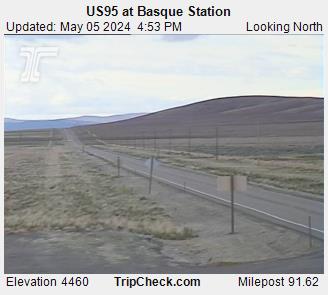 US95 at Basque Station
Updated: May 05 2024 4:53 PM Looking North
Elevation 4460 TripCheck.com Milepost 91.62